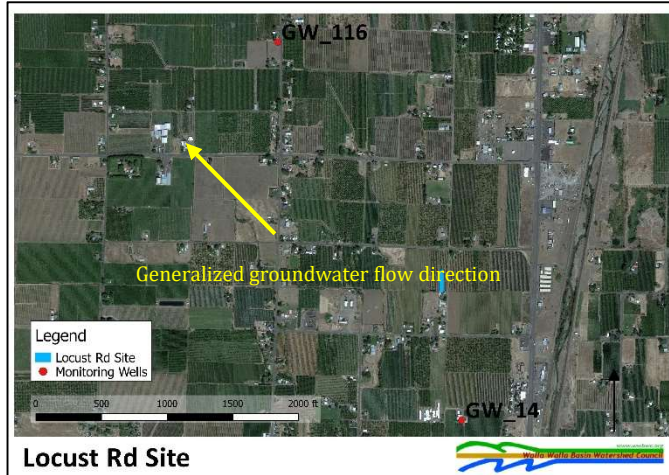 GW_116
Generalized groundwater flow direction
Legend
Locust Rd Site
Monitoring Wells
0 500 1000 1500 2000 ft
GW_14
Locust Rd Site
Walla Walla Basin Watershed Council